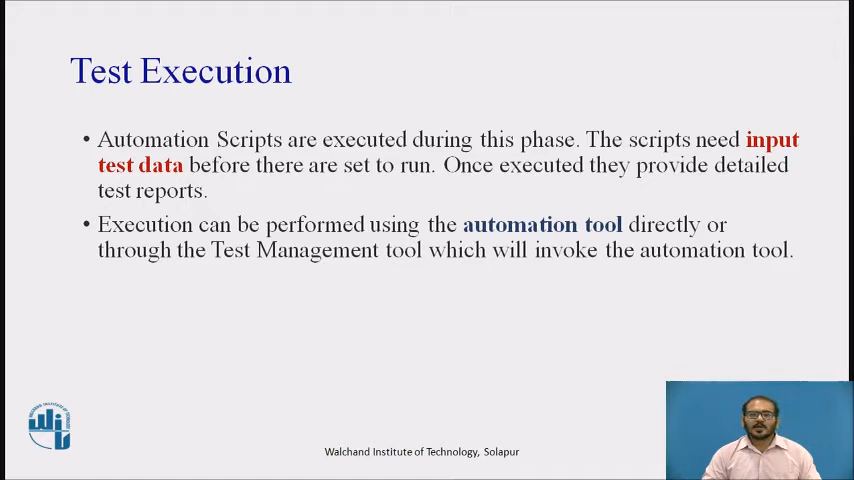 Test Execution
• Automation Scripts are executed during this phase. The scripts need input
test data before there are set to run. Once executed they provide detailed
test reports.
• Execution can be performed using the automation tool directly or
through the Test Management tool which will invoke the automation tool.
Walchand Institute of Technology, Solapur